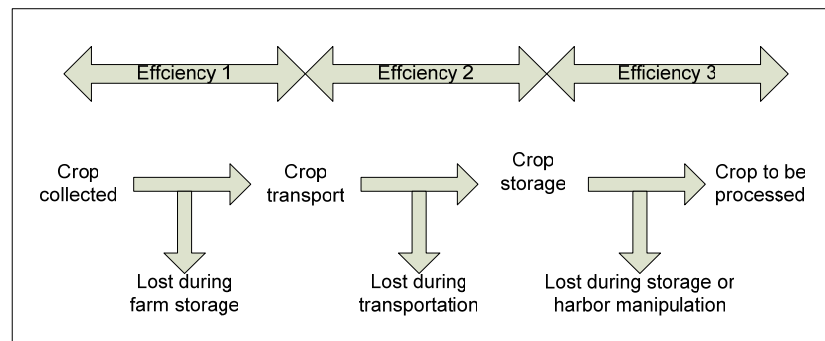 Effciency 1
Effciency 2
Efficiency 3
Crop
collected
Crop
transport
Crop
storage
Crop to be
processed
Lost during
farm storage
Lost during
transportation
Lost during storage or
harbor manipulation